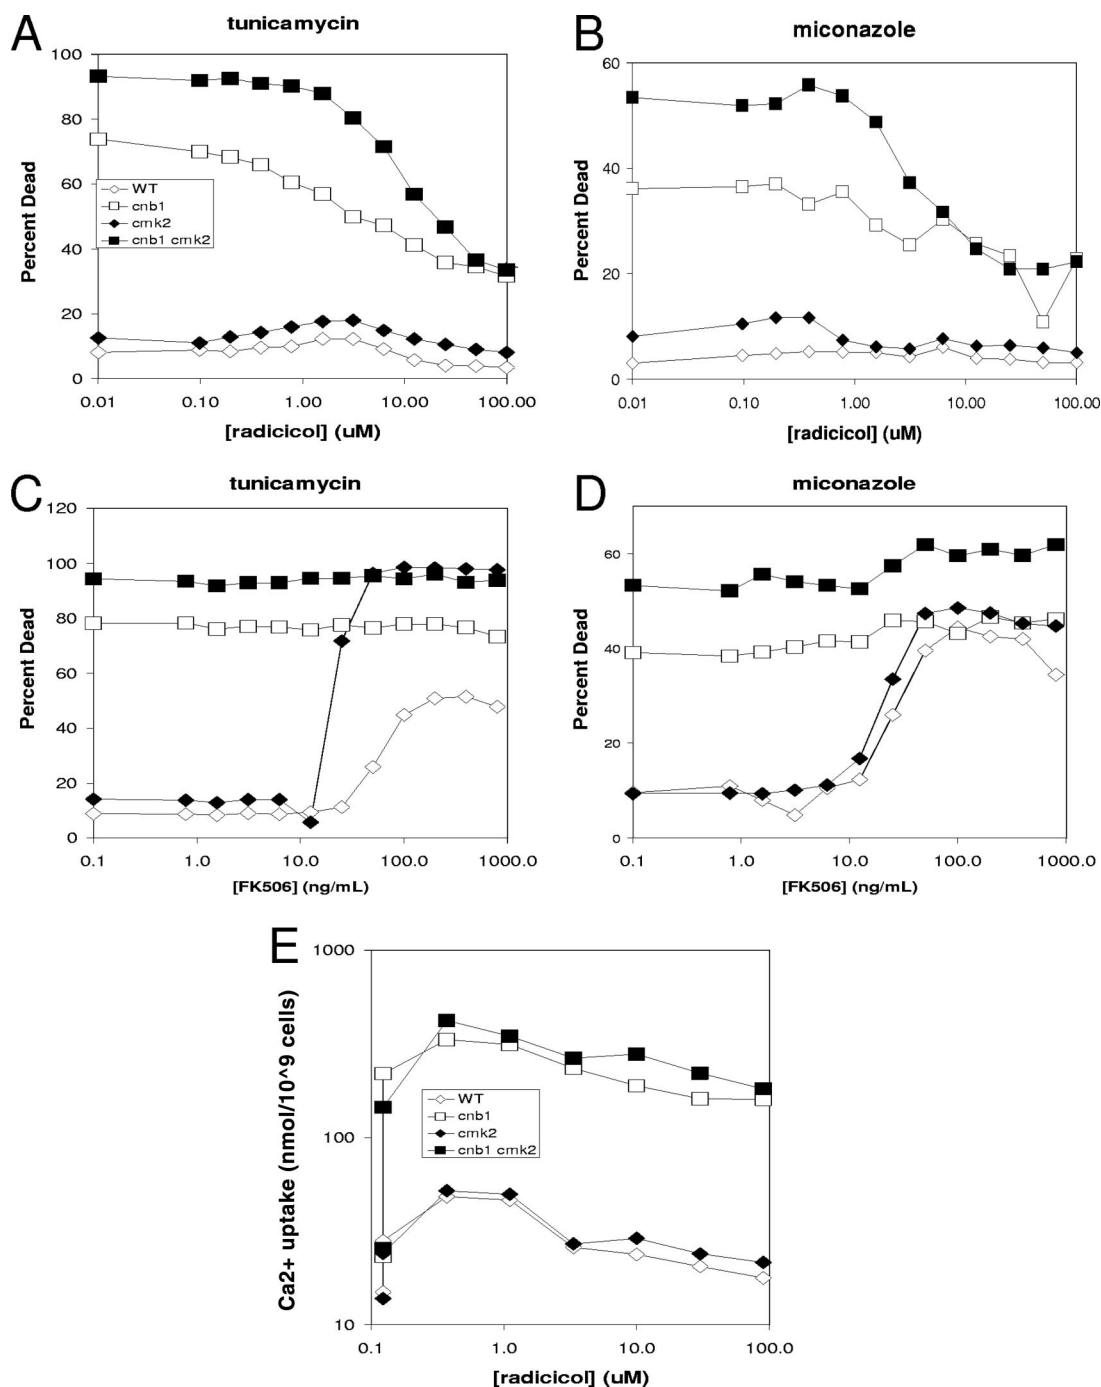 A
tunicamycin
Percent Dead
100
80
60
40
20
0
WT
cnb1
cmk2
cnb1 cmk2
0.01 0.10 1.00 10.00 100.00
[radicicol] (uM)
B
miconazole
Percent Dead
60
40
20
0
0.01 0.10 1.00 10.00 100.00
[radicicol] (uM)
C
tunicamycin
Percent Dead
120
100
80
60
40
20
0
0.1 1.0 10.0 100.0 1000.0
[FK506] (ng/mL)
D
miconazole
Percent Dead
60
40
20
0
0.1 1.0 10.0 100.0 1000.0
[FK506] (ng/mL)
E
Ca2+ uptake (nmol/10^9 cells)
1000
100
10
WT
cnb1
cmk2
cnb1 cmk2
0.1 1.0 10.0 100.0
[radicicol] (uM)